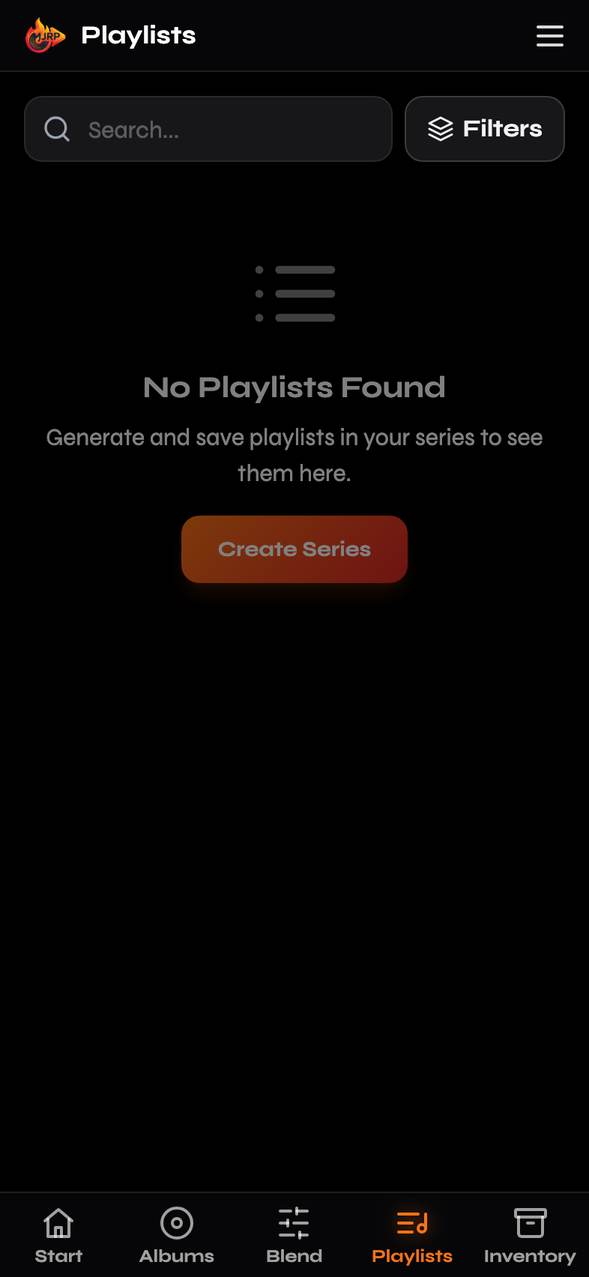 JRP
Playlists
Search...
Filters
No Playlists Found
Generate and save playlists in your series to see
them here.
Create Series
Start
Albums
Blend
Playlists
Inventory